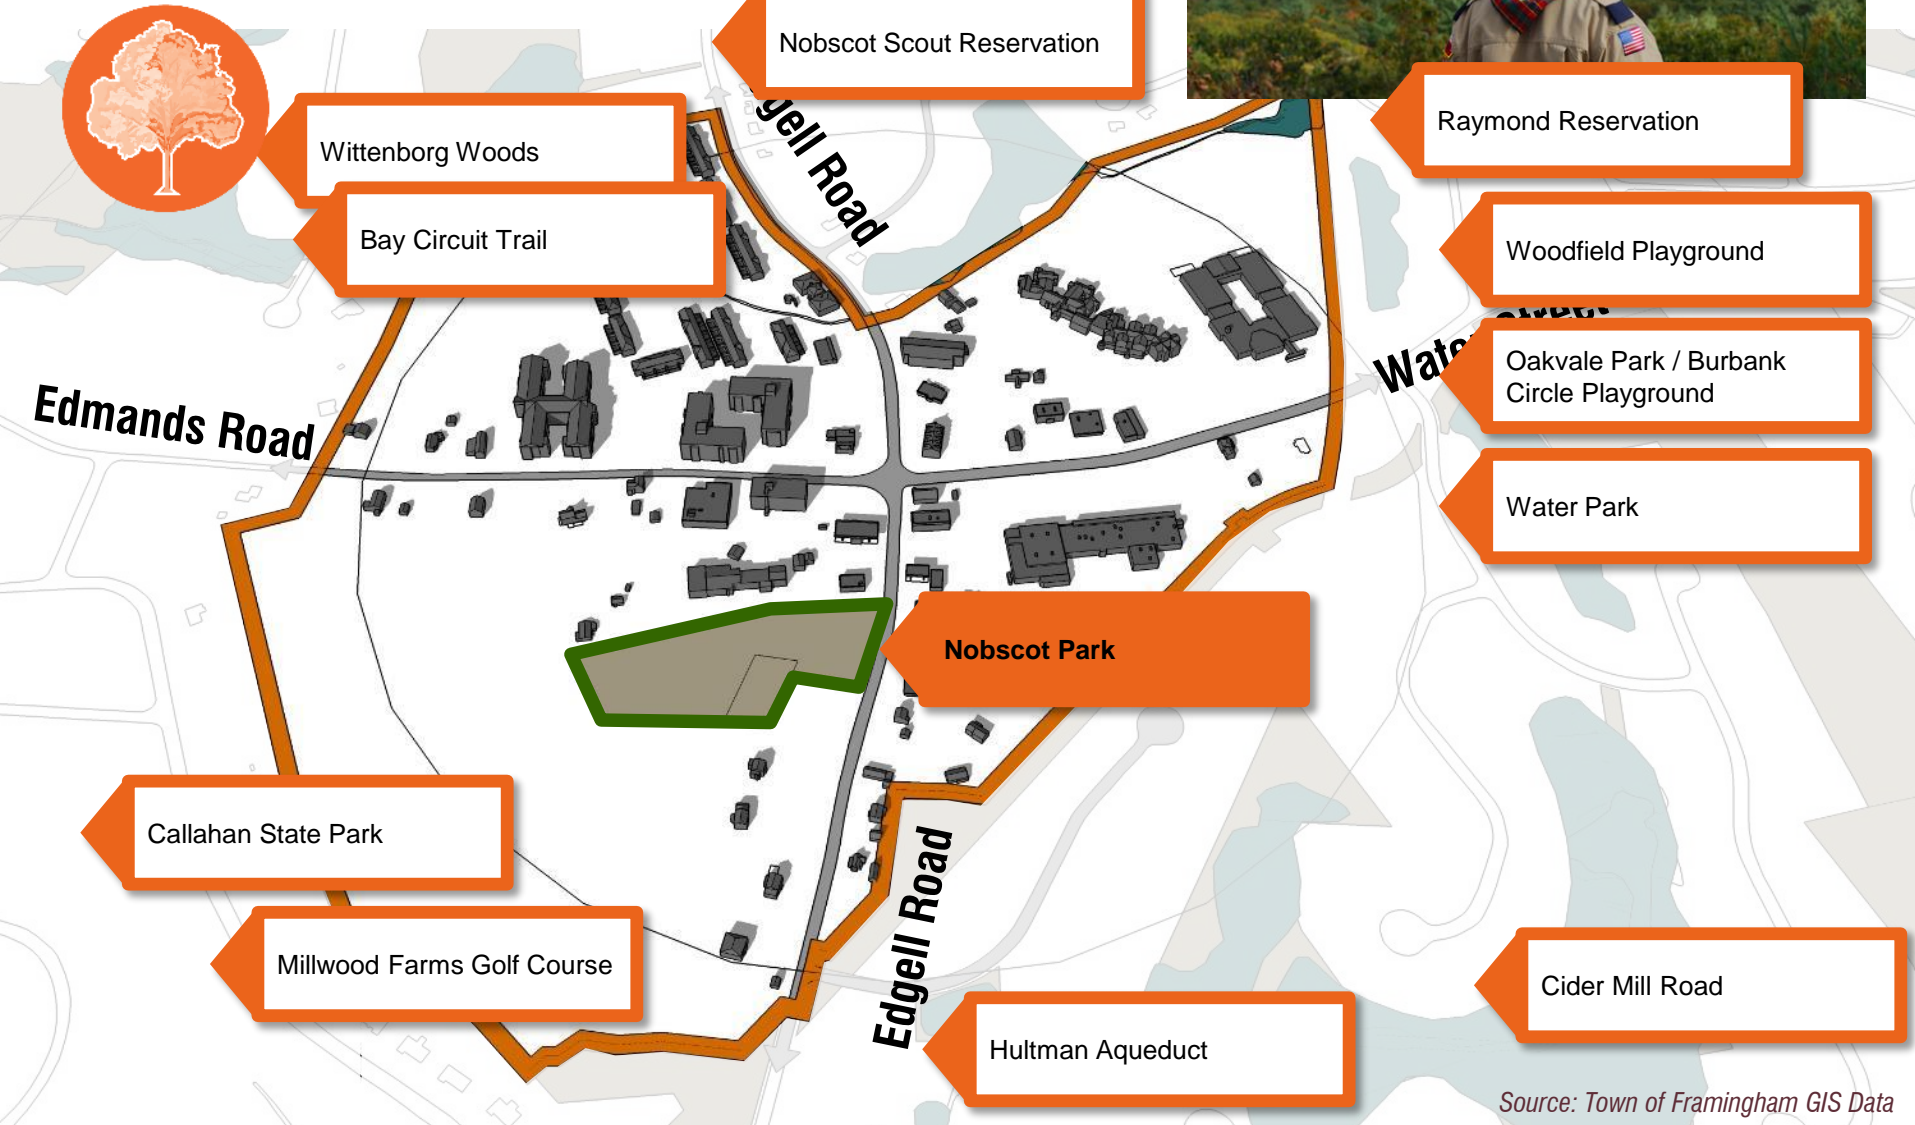 Nobscot Scout Reservation
Raymond Reservation
Wittenborg Woods
Road
Bay Circuit Trail
Woodfield Playground
Oakvale Park / Burbank
Circle Playground
Edmands Road
Water Park
Nobscot Park
Callahan State Park
Edgell Road
Millwood Farms Golf Course
Cider Mill Road
Hultman Aqueduct
Source: Town of Framingham GIS Data